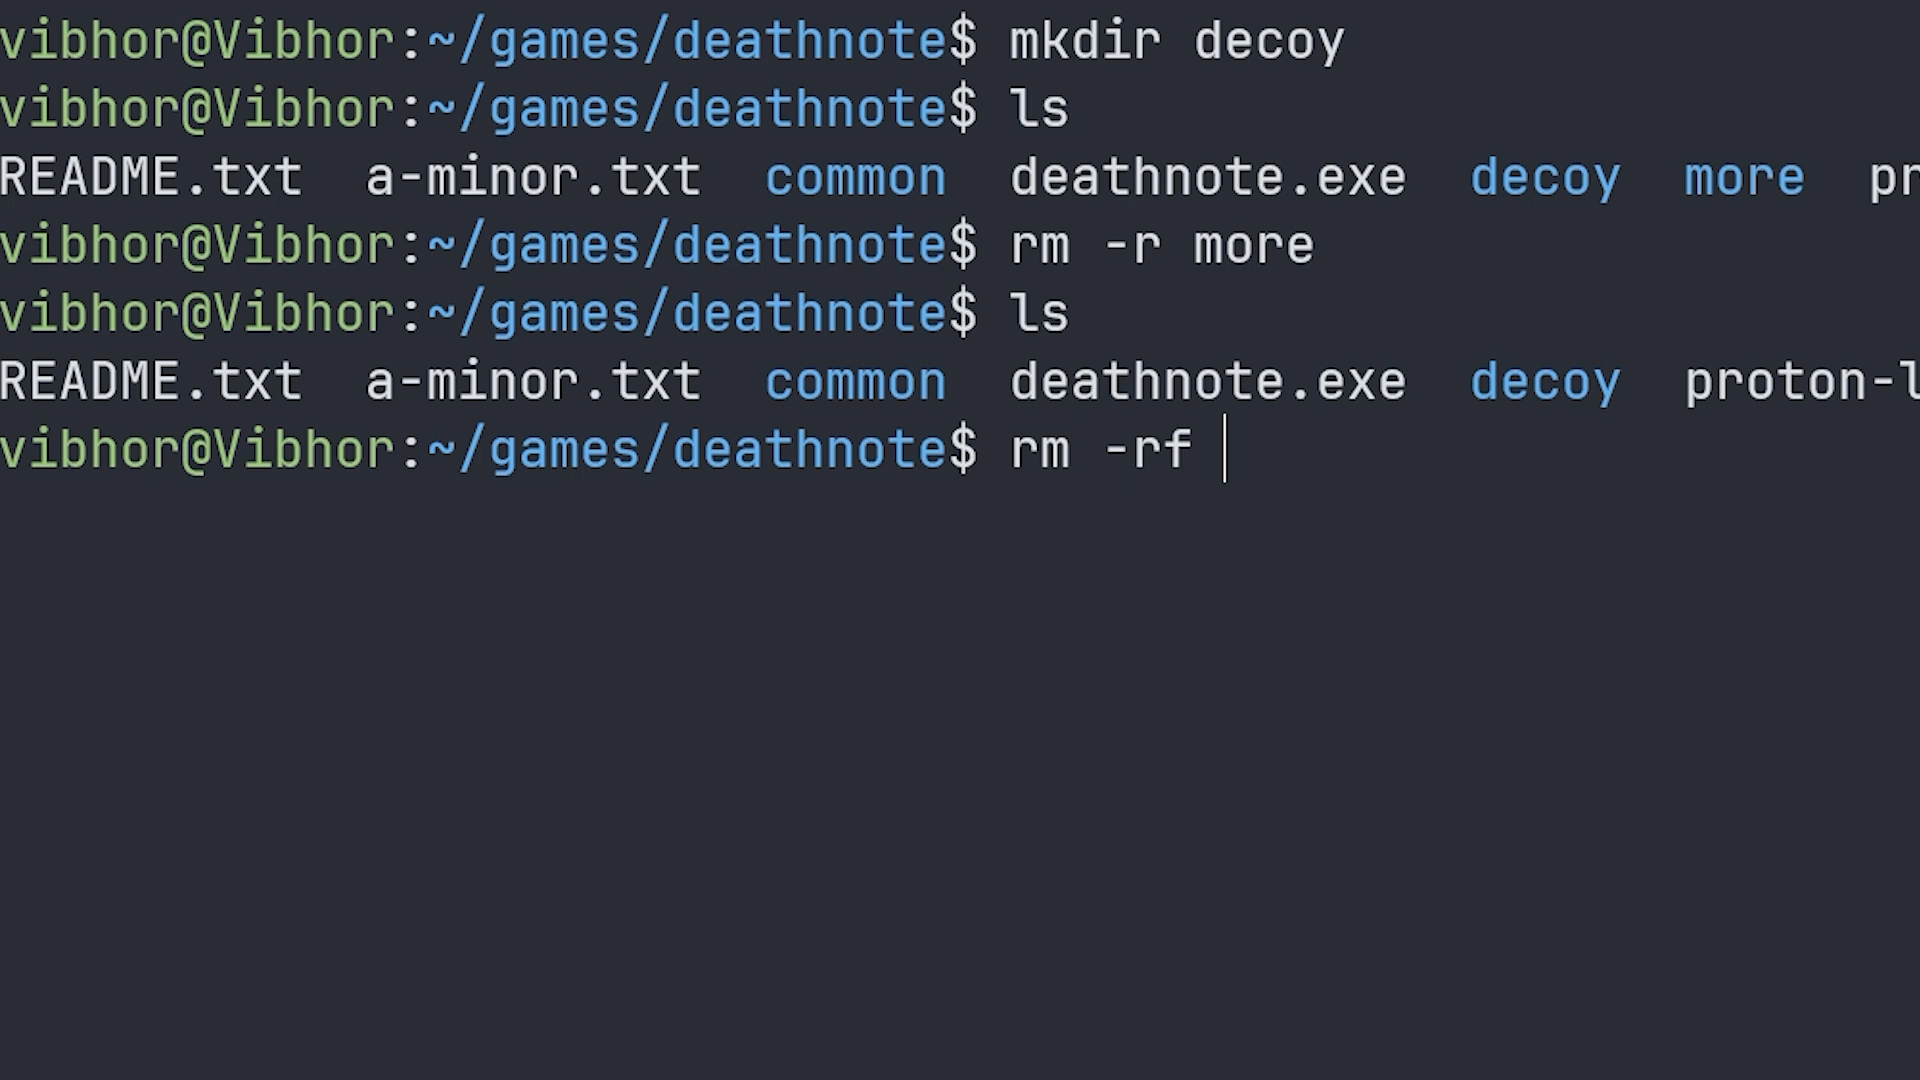 vibhor@Vibhor:~/games/deathnote$ mkdir decoy
vibhor@Vibhor:~/games/deathnote$ ls
README.txt a-minor.txt common deathnote.exe decoy more pr
vibhor@Vibhor:~/games/deathnote$ rm -r more
vibhor@Vibhor:~/games/deathnote$ ls
README.txt a-minor.txt common deathnote.exe decoy proton-l
vibhor@Vibhor:~/games/deathnote$ rm -rf